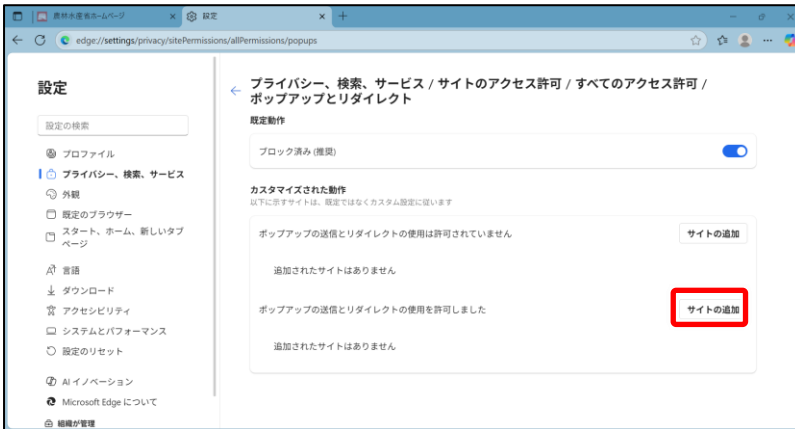 農林水産省ホームページ
設定
edge://settings/privacy/sitePermissions/allPermissions/popups
設定
設定の検索
プロファイル
プライバシー、検索、サービス
外観
既定のブラウザー
スタート、ホーム、新しいタブ
ページ
言語
ダウンロード
アクセシビリティ
システムとパフォーマンス
設定のリセット
AI イノベーション
Microsoft Edge について
組織が管理
プライバシー、検索、サービス / サイトのアクセス許可 / すべてのアクセス許可 /
ポップアップとリダイレクト
既定動作
ブロック済み (推奨)
カスタマイズされた動作
以下に示すサイトは、既定ではなくカスタム設定に従います
ポップアップの送信とリダイレクトの使用は許可されていません
サイトの追加
追加されたサイトはありません
ポップアップの送信とリダイレクトの使用を許可しました
サイトの追加
追加されたサイトはありません